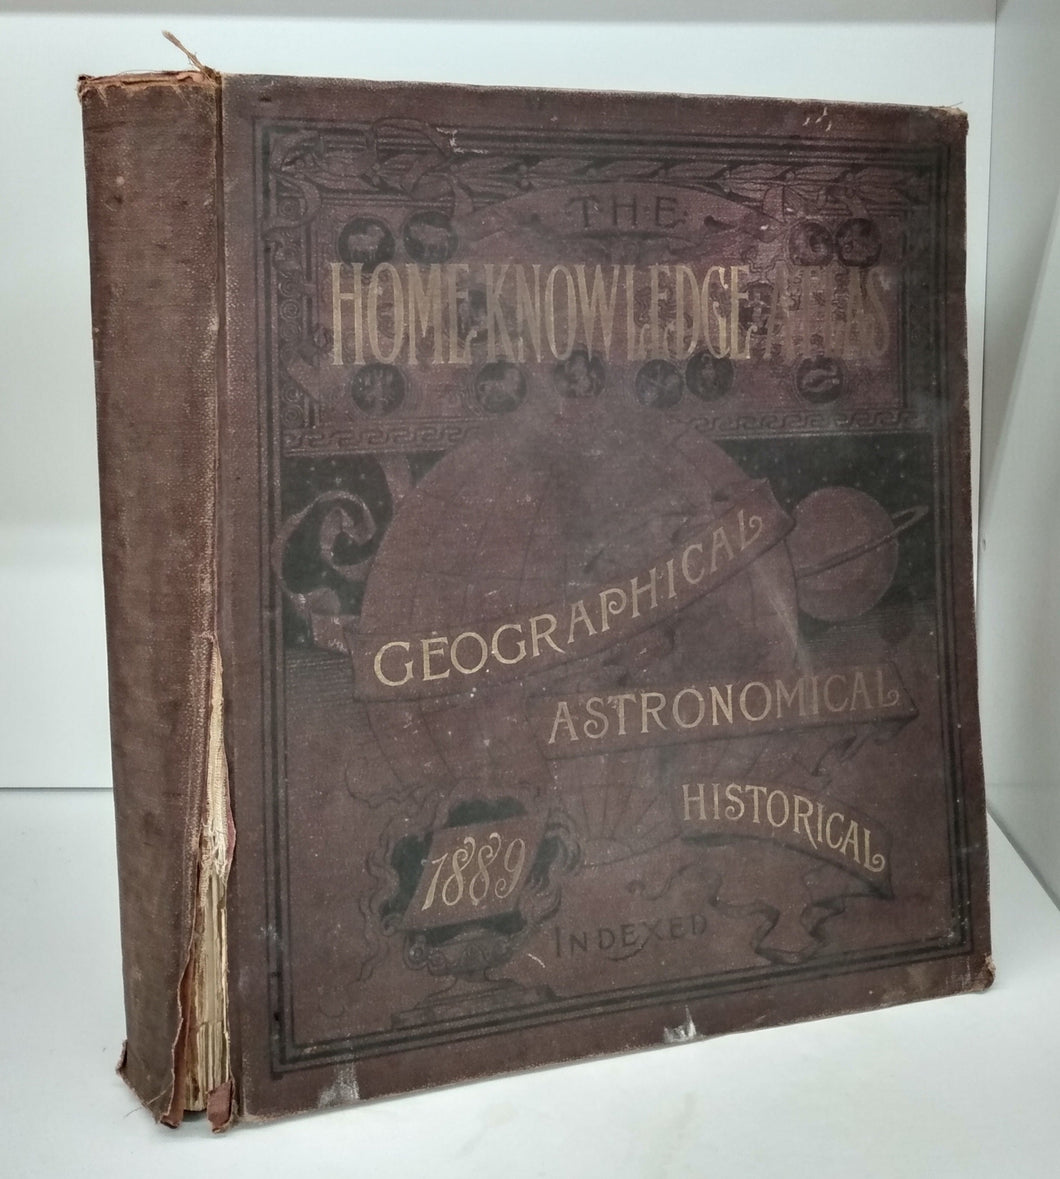 THE
HOME KNOWLEDGE ATLAS
GEOGRAPHICAL
ASTRONOMICAL
HISTORICAL
1889
INDEXED